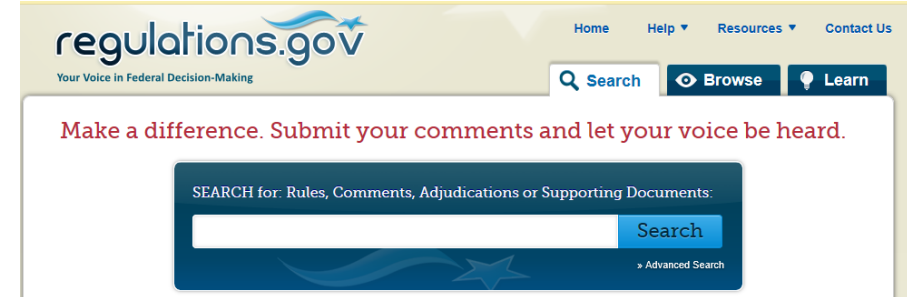 regulations.gov
Your Voice in Federal Decision-Making
Home Help ▼ Resources ▼ Contact Us
Search Browse Learn
Make a difference. Submit your comments and let your voice be heard.
SEARCH for: Rules, Comments, Adjudications or Supporting Documents:
Search
» Advanced Search